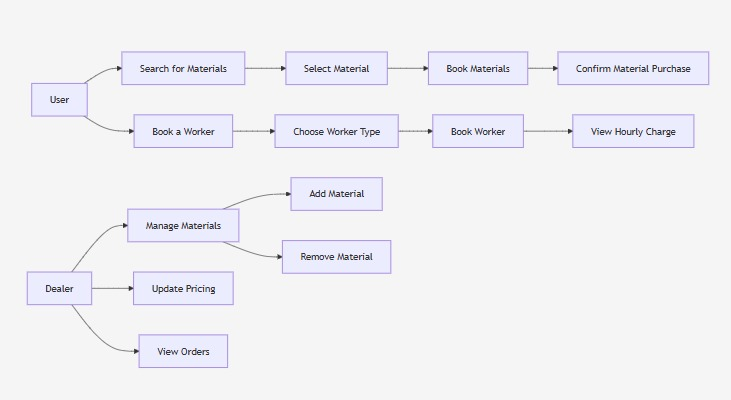 User
Search for Materials
Select Material
Book Materials
Confirm Material Purchase
Book a Worker
Choose Worker Type
Book Worker
View Hourly Charge
Dealer
Manage Materials
Add Material
Remove Material
Update Pricing
View Orders